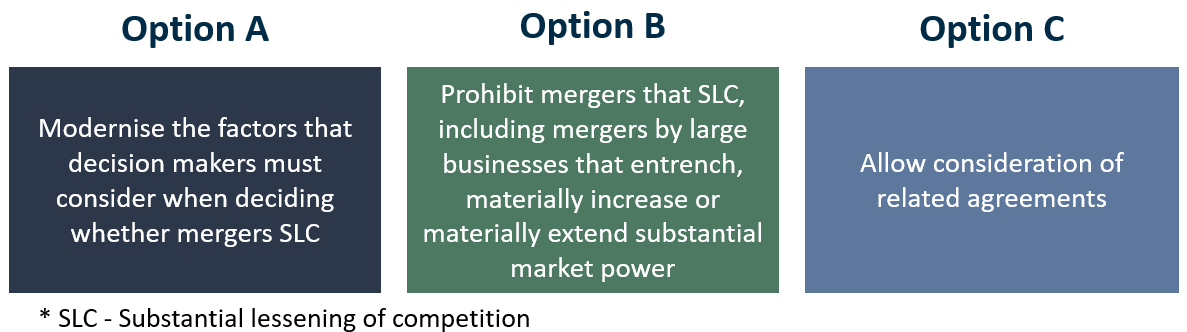 Option A
Modernise the factors that
decision makers must
consider when deciding
whether mergers SLC
Option B
Prohibit mergers that SLC,
including mergers by large
businesses that entrench,
materially increase or
materially extend substantial
market power
Option C
Allow consideration of
related agreements
* SLC - Substantial lessening of competition